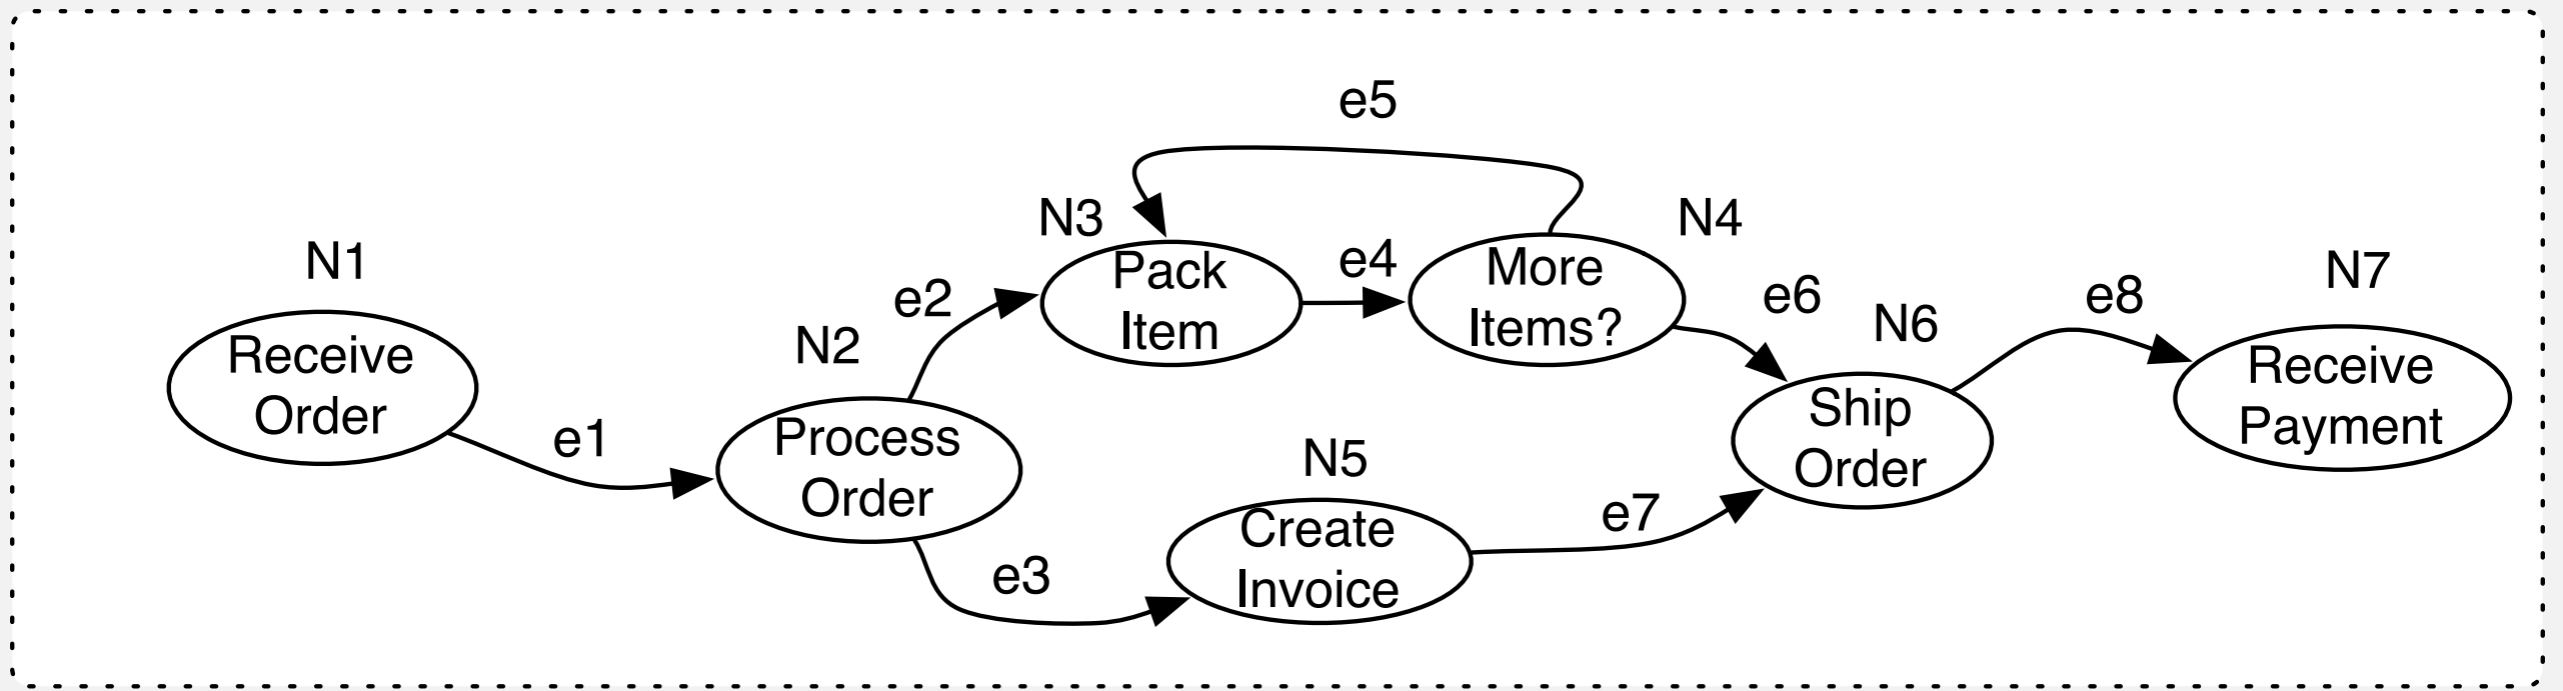 e5
N3
N4
N1
Pack
Item
e4
More
Items?
e2
e6
e8
N7
N6
N2
Receive
Order
e1
Process
Order
Ship
Order
Receive
Payment
N5
e3
Create
Invoice
e7